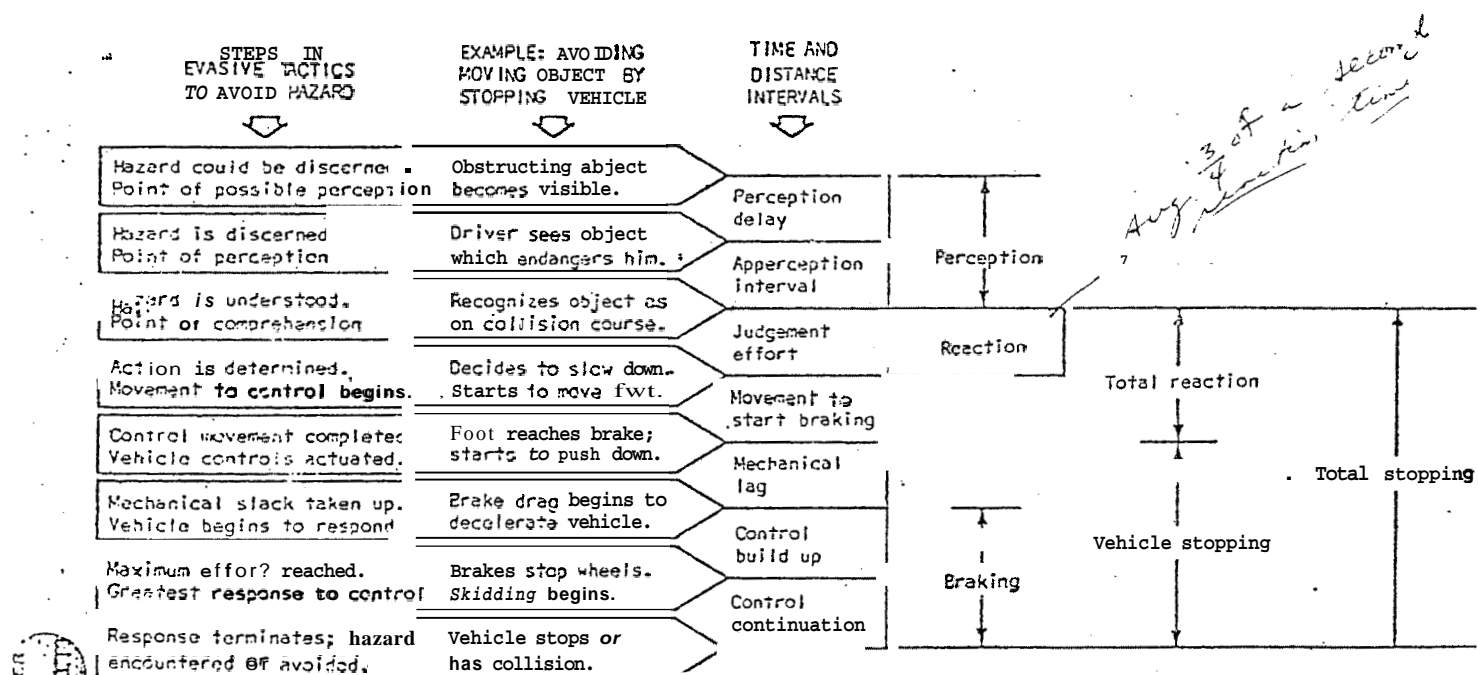 STEPS IN
EVASIVE TACTICS
TO AVOID HAZARD
EXAMPLE: AVOIDING
MOVING OBJECT BY
STOPPING VEHICLE
TIME AND
DISTANCE
INTERVALS
Avg. 3/4 of a second
reaction time
Hazard could be discerned.
Point of possible perception
Obstructing abject
becomes visible.
Perception
delay
Hazard is discerned
Point of perception
Driver sees object
which endangers him.
Apperception
interval
Perception
Hazard is understood.
Point of comprehension
Recognizes object as
on collision course.
Judgement
effort
Reaction
Action is determined.
Movement to control begins.
Decides to slow down.
Starts to move fwt.
Movement to
start braking
Total reaction
Control movement completed
Vehicle controls actuated.
Foot reaches brake;
starts to push down.
Mechanical
lag
Total stopping
Mechanical slack taken up.
Vehicle begins to respond
Brake drag begins to
decelerate vehicle.
Control
build up
Vehicle stopping
Maximum effor? reached.
Greatest response to control
Brakes stop wheels.
Skidding begins.
Control
continuation
Braking
Response terminates; hazard
encountered or avoided.
Vehicle stops or
has collision.